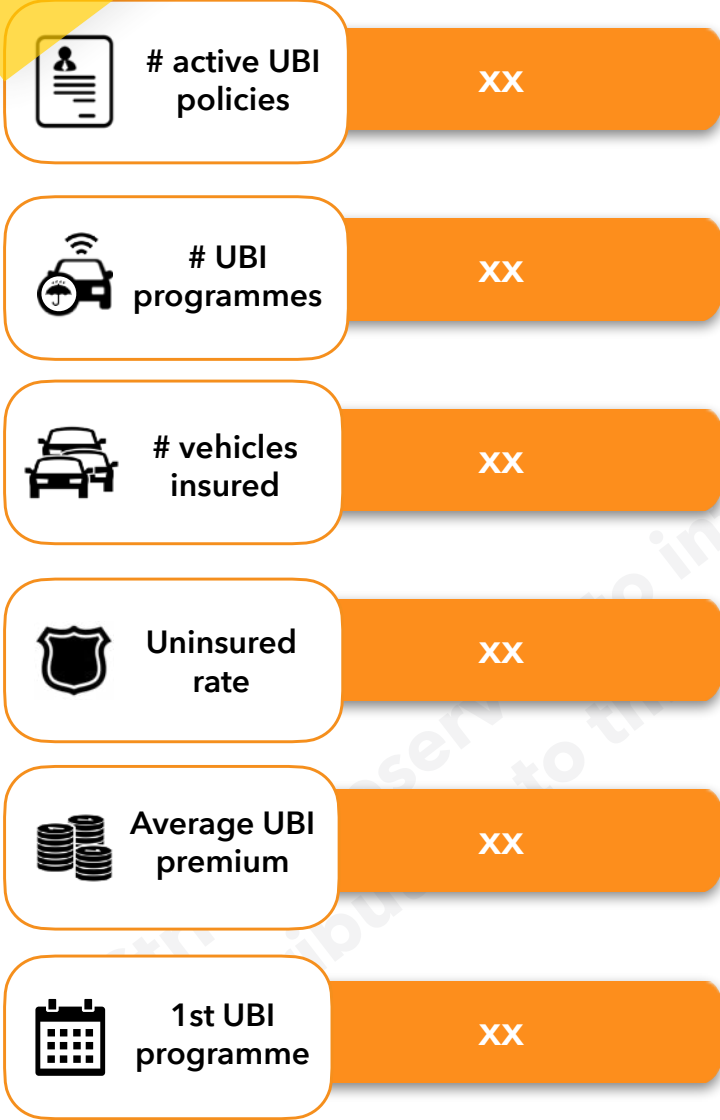 # active UBI
policies
xx
# UBI
programmes
xx
# vehicles
insured
xx
Uninsured
rate
xx
Average UBI
premium
xx
1st UBI
programme
xx